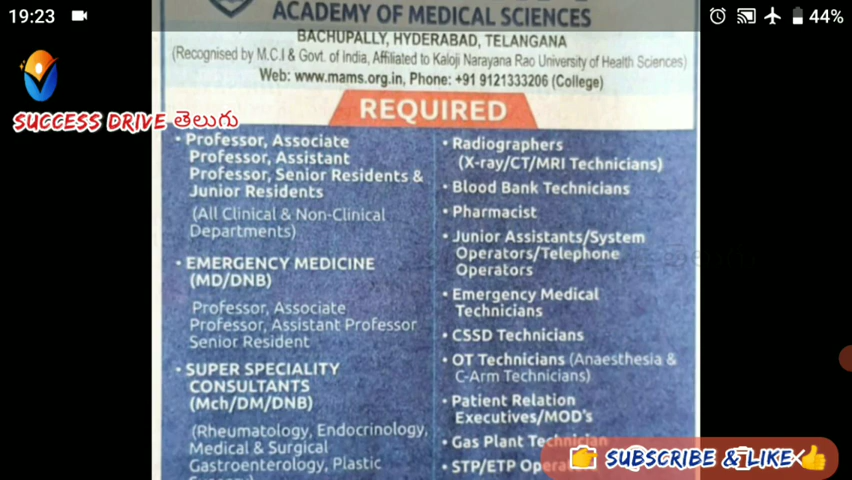 19:23
44%
ACADEMY OF MEDICAL SCIENCES
BACHUPALLY, HYDERABAD, TELANGANA
(Recognised by M.C.I & Govt. of India, Affiliated to Kaloji Narayana Rao University of Health Sciences)
Web: www.mams.org.in, Phone: +91 9121333206 (College)
SUCCESS DRIVE తెలుగు
REQUIRED
• Professor, Associate
Professor, Assistant
Professor, Senior Residents &
Junior Residents
(All Clinical & Non-Clinical
Departments)
• EMERGENCY MEDICINE
(MD/DNB)
Professor, Associate
Professor, Assistant Professor
Senior Resident
• SUPER SPECIALITY
CONSULTANTS
(Mch/DM/DNB)
(Rheumatology, Endocrinology,
Medical & Surgical
Gastroenterology, Plastic
• Radiographers
(X-ray/CT/MRI Technicians)
• Blood Bank Technicians
• Pharmacist
• Junior Assistants/System
Operators/Telephone
Operators
• Emergency Medical
Technicians
• CSSD Technicians
• OT Technicians (Anaesthesia &
C-Arm Technicians)
• Patient Relation
Executives/MOD's
• Gas Plant Technician
• STP/ETP
SUBSCRIBE & LIKE